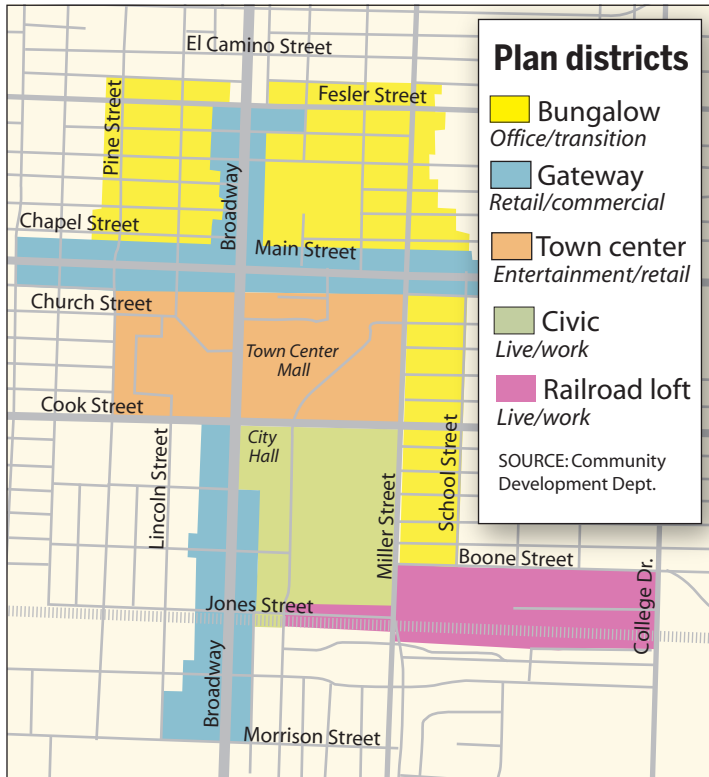 El Camino Street
Fesler Street
Pine Street
Broadway
Chapel Street
Main Street
Church Street
Town Center
Mall
Cook Street
City
Hall
Lincoln Street
Miller Street
School Street
Boone Street
College Dr.
Jones Street
Broadway
Morrison Street
Plan districts
Bungalow
Office/transition
Gateway
Retail/commercial
Town center
Entertainment/retail
Civic
Live/work
Railroad loft
Live/work
SOURCE: Community
Development Dept.